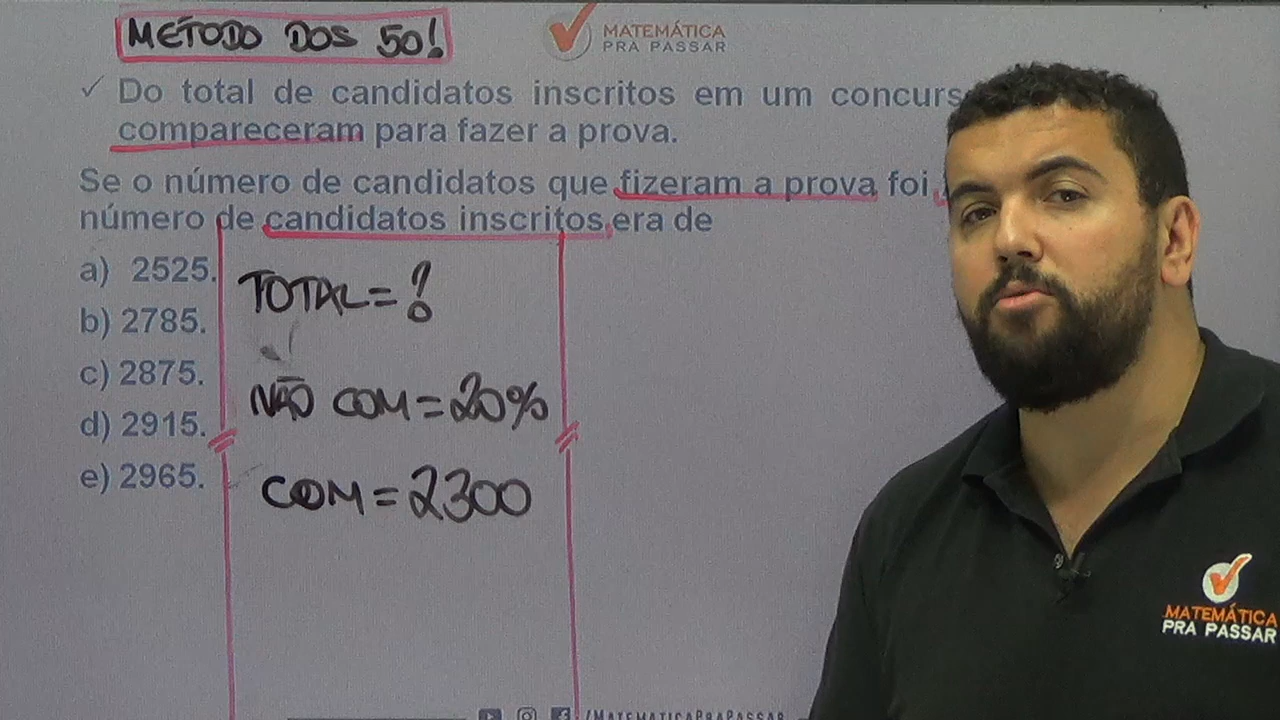 MÉTODO DOS 50!
MATEMÁTICA
PRA PASSAR
✓ Do total de candidatos inscritos em um concurs
compareceram para fazer a prova.
Se o número de candidatos que fizeram a prova foi
número de candidatos inscritos era de
a) 2525.
b) 2785.
c) 2875.
d) 2915.
e) 2965.
TOTAL = ?
NÃO COM = 20%
COM = 2300
MATEMÁTICA
PRA PASSAR
/MATEMATICAPRAPASSAR